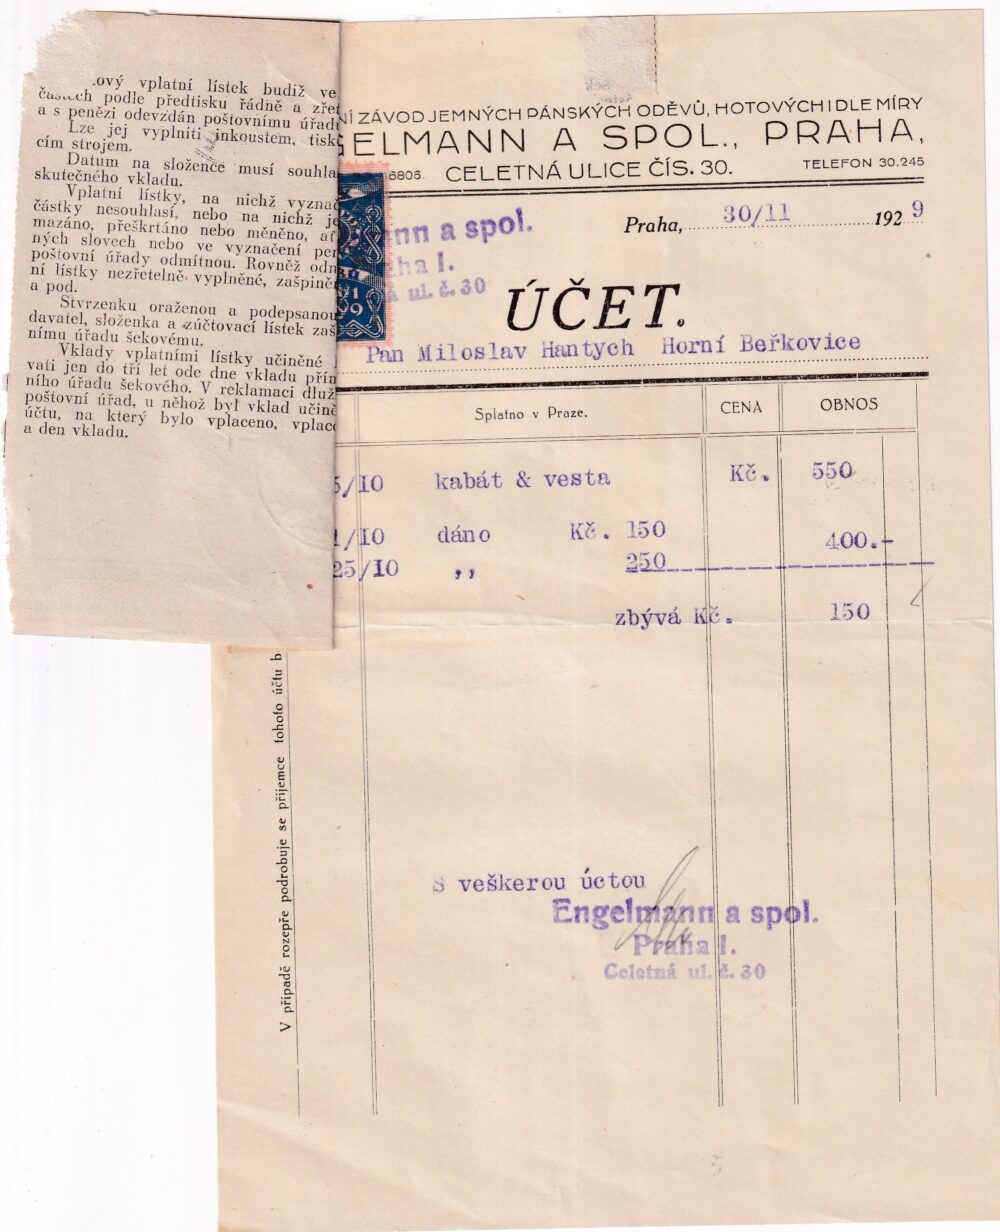 ový vplatní lístek budiž ve
částech podle předtisku řádně a zřet
a s penězi odevzdán poštovnímu úřadu
Lze jej vyplniti inkoustem, tisk
cím strojem.
Datum na složence musí souhla
skutečného vkladu.
Vplatní lístky, na nichž vyznač
částky nesouhlasí, nebo na nichž je
mazáno, přeškrtáno nebo měněno, ať
ných slovech nebo ve vyznačení pen
poštovní úřady odmítnou. Rovněž odm
ní lístky nezřetelně vyplněné, zašpiněn
a pod.
Stvrzenku oraženou a podepsanou
davatel, složenka a zúčtovací lístek zaš
nímu úřadu šekovému.
Vklady vplatními lístky učiněné
vati jen do tří let ode dne vkladu přím
ního úřadu šekového. V reklamaci dluž
poštovní úřad, u něhož byl vklad učině
účtu, na který bylo vplaceno, vplac
a den vkladu.
NÍ ZÁVOD JEMNÝCH PÁNSKÝCH ODĚVŮ, HOTOVÝCH I DLE MÍRY
GELMANN A SPOL., PRAHA,
6806. CELETNÁ ULICE ČÍS. 30. TELEFON 30.245
nn a spol.
ha I.
á ul. č. 30
Praha, 30/11 1929
ÚČET.
Pan Miloslav Hantych Horní Beřkovice
Splatno v Praze. CENA OBNOS
5/10 kabát & vesta Kč. 550
1/10 dáno Kč. 150 400.-
25/10 ,, 250
zbývá Kč. 150
V případě rozepře podrobuje se příjemce tohoto účtu b
S veškerou úctou
Engelmann a spol.
Praha I.
Celetná ul. č. 30